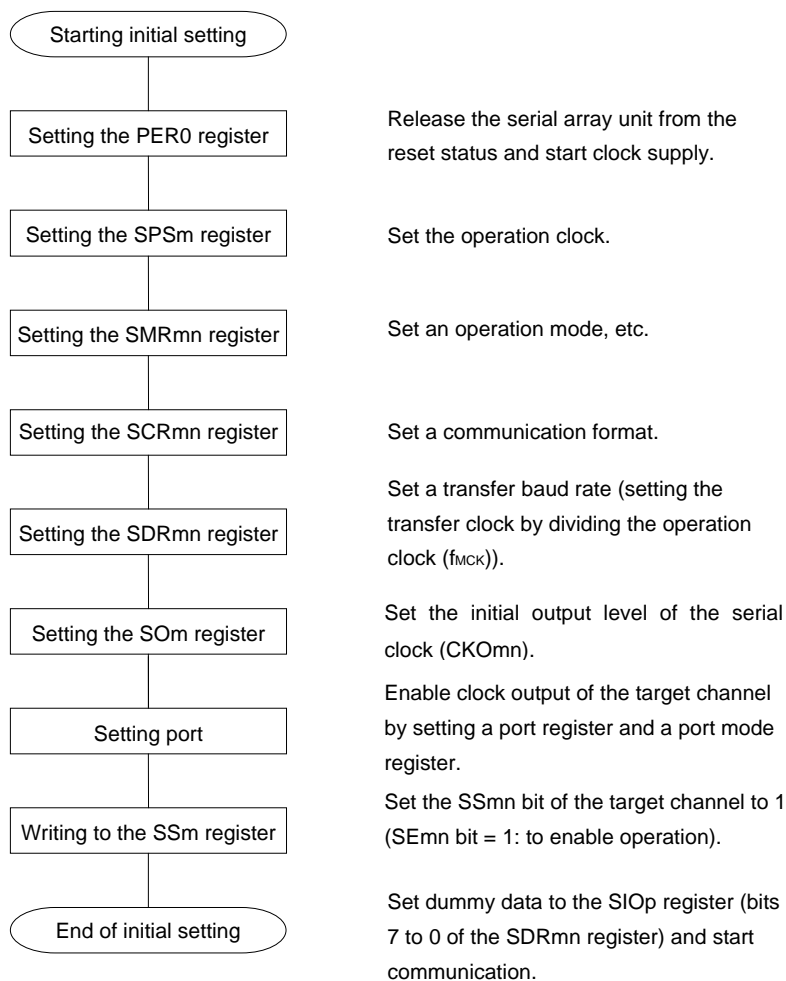 Starting initial setting
Setting the PER0 register
Release the serial array unit from the
reset status and start clock supply.
Setting the SPSm register
Set the operation clock.
Setting the SMRmn register
Set an operation mode, etc.
Setting the SCRmn register
Set a communication format.
Setting the SDRmn register
Set a transfer baud rate (setting the
transfer clock by dividing the operation
clock (fMCK)).
Setting the SOm register
Set the initial output level of the serial
clock (CKOmn).
Setting port
Enable clock output of the target channel
by setting a port register and a port mode
register.
Writing to the SSm register
Set the SSmn bit of the target channel to 1
(SEmn bit = 1: to enable operation).
End of initial setting
Set dummy data to the SIOp register (bits
7 to 0 of the SDRmn register) and start
communication.